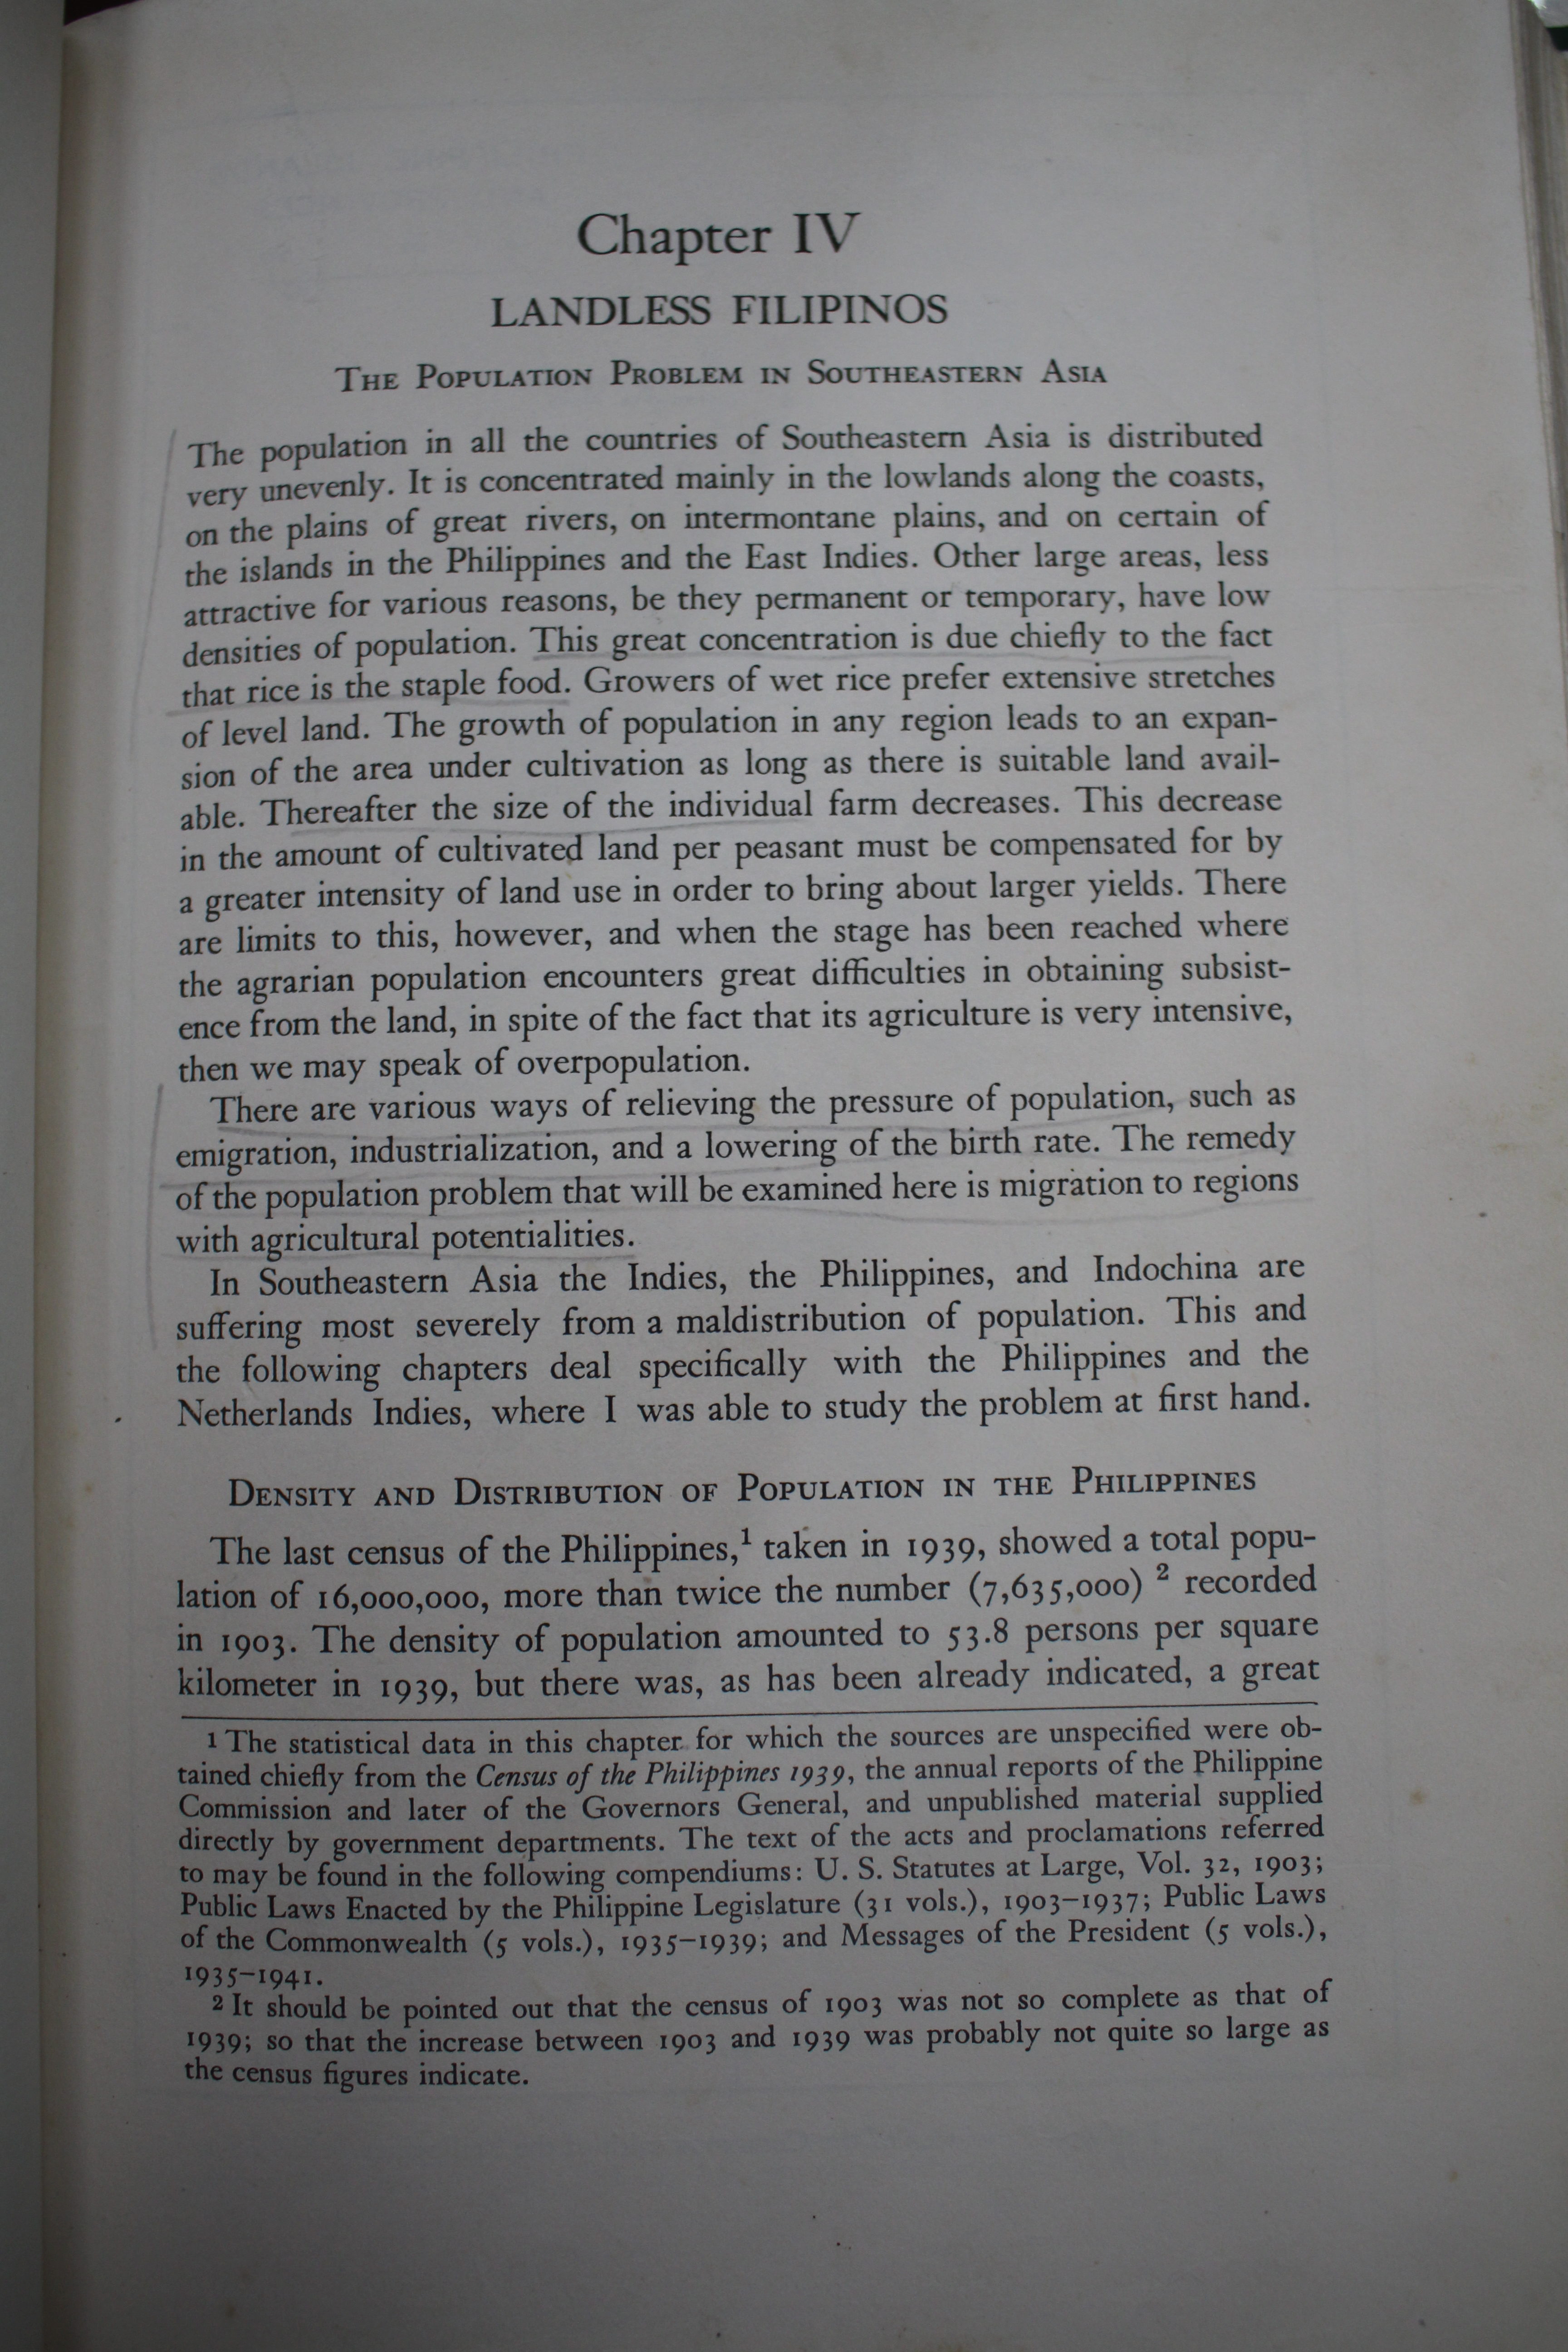 Chapter IV
LANDLESS FILIPINOS
The Population Problem in Southeastern Asia
The population in all the countries of Southeastern Asia is distributed
very unevenly. It is concentrated mainly in the lowlands along the coasts,
on the plains of great rivers, on intermontane plains, and on certain of
the islands in the Philippines and the East Indies. Other large areas, less
attractive for various reasons, be they permanent or temporary, have low
densities of population. This great concentration is due chiefly to the fact
that rice is the staple food. Growers of wet rice prefer extensive stretches
of level land. The growth of population in any region leads to an expan-
sion of the area under cultivation as long as there is suitable land avail-
able. Thereafter the size of the individual farm decreases. This decrease
in the amount of cultivated land per peasant must be compensated for by
a greater intensity of land use in order to bring about larger yields. There
are limits to this, however, and when the stage has been reached where
the agrarian population encounters great difficulties in obtaining subsist-
ence from the land, in spite of the fact that its agriculture is very intensive,
then we may speak of overpopulation.
There are various ways of relieving the pressure of population, such as
emigration, industrialization, and a lowering of the birth rate. The remedy
of the population problem that will be examined here is migration to regions
with agricultural potentialities.
In Southeastern Asia the Indies, the Philippines, and Indochina are
suffering most severely from a maldistribution of population. This and
the following chapters deal specifically with the Philippines and the
Netherlands Indies, where I was able to study the problem at first hand.
Density and Distribution of Population in the Philippines
The last census of the Philippines,¹ taken in 1939, showed a total popu-
lation of 16,000,000, more than twice the number (7,635,000) ² recorded
in 1903. The density of population amounted to 53.8 persons per square
kilometer in 1939, but there was, as has been already indicated, a great
1 The statistical data in this chapter for which the sources are unspecified were ob-
tained chiefly from the Census of the Philippines 1939, the annual reports of the Philippine
Commission and later of the Governors General, and unpublished material supplied
directly by government departments. The text of the acts and proclamations referred
to may be found in the following compendiums: U. S. Statutes at Large, Vol. 32, 1903;
Public Laws Enacted by the Philippine Legislature (31 vols.), 1903–1937; Public Laws
of the Commonwealth (5 vols.), 1935–1939; and Messages of the President (5 vols.),
1935–1941.
2 It should be pointed out that the census of 1903 was not so complete as that of
1939; so that the increase between 1903 and 1939 was probably not quite so large as
the census figures indicate.